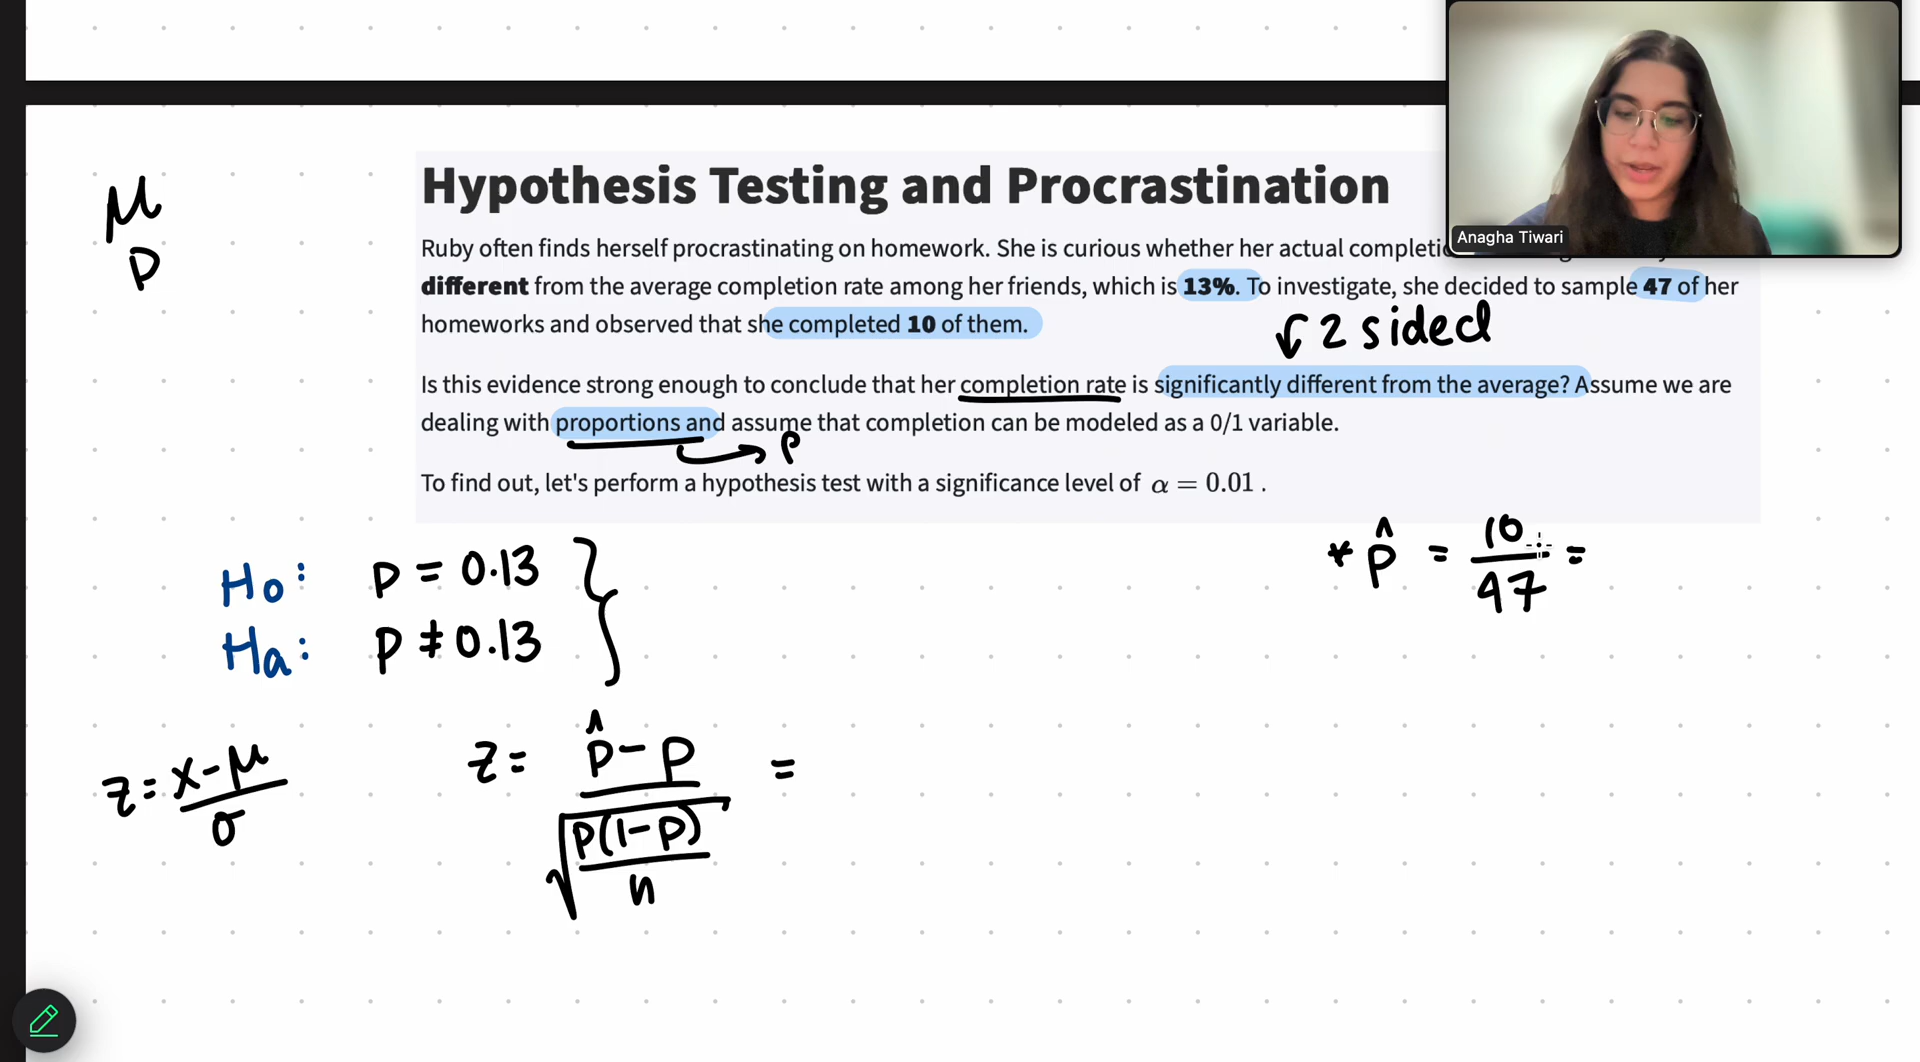 μ
p
Hypothesis Testing and Procrastination
Ruby often finds herself procrastinating on homework. She is curious whether her actual
different from the average completion rate among her friends, which is 13%. To investigate, she decided to sample 47 of her
homeworks and observed that she completed 10 of them.
↙ 2 sided
Is this evidence strong enough to conclude that her completion rate is significantly different from the average? Assume we are
dealing with proportions and assume that completion can be modeled as a 0/1 variable.
→ p
To find out, let's perform a hypothesis test with a significance level of α = 0.01 .
Anagha Tiwari
* p̂ = 10/47 =
Ho: p = 0.13
Ha: p ≠ 0.13
z = x-μ/σ
z = p̂ - p / √(p(1-p)/n) =